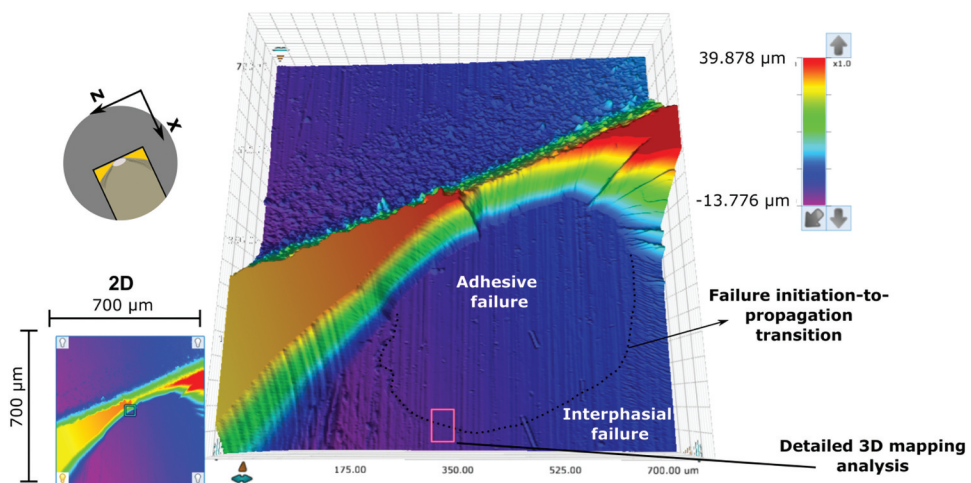 Z
X
2D
700 µm
700 µm
Adhesive
failure
Interphasial
failure
175.00
350.00
525.00
700.00 um
39.878 µm
x1.0
-13.776 µm
Failure initiation-to-
propagation
transition
Detailed 3D mapping
analysis